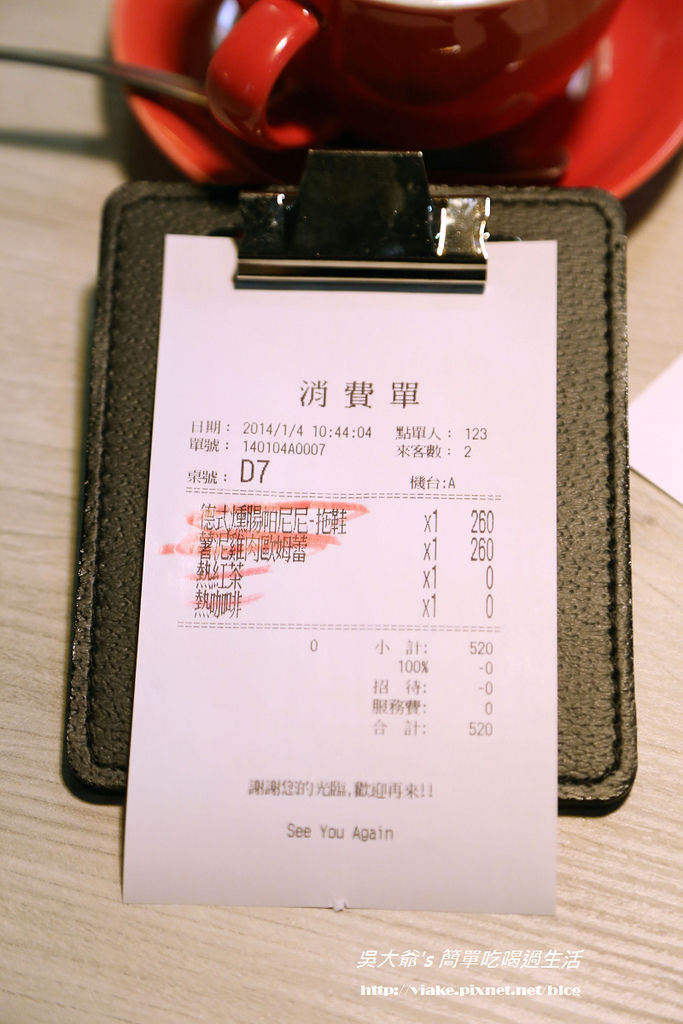 消費單
日期: 2014/1/4 10:44:04 點單人: 123
單號: 140104A0007 來客數: 2
桌號: D7 機台:A
德式燻腸帕尼尼-拖鞋 x1 260
薯泥雞肉歐姆蕾 x1 260
熱紅茶 x1 0
熱咖啡 x1 0
0 小 計: 520
100% -0
招 待: -0
服務費: 0
合 計: 520
謝謝您的光臨,歡迎再來!!
See You Again
吳大爺's 簡單吃喝過生活
http://viake.pixnet.net/blog